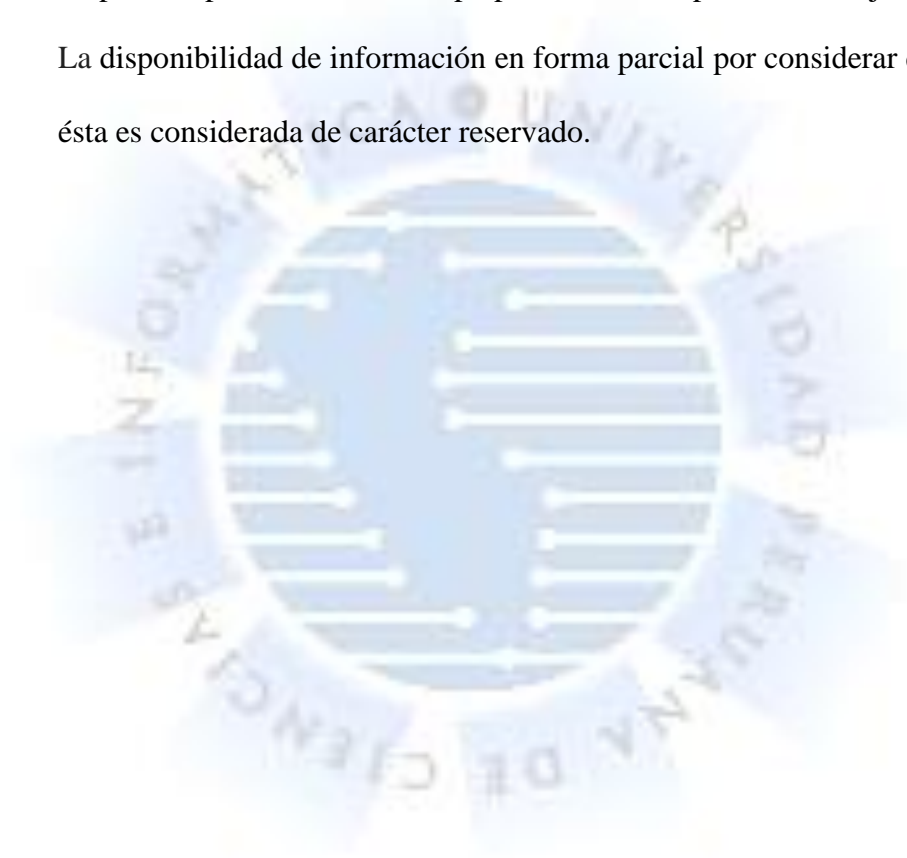 La disponibilidad de información en forma parcial por considerar
ésta es considerada de carácter reservado.
UNIVERSIDAD PERUANA DE CIENCIAS E INFORMATICA